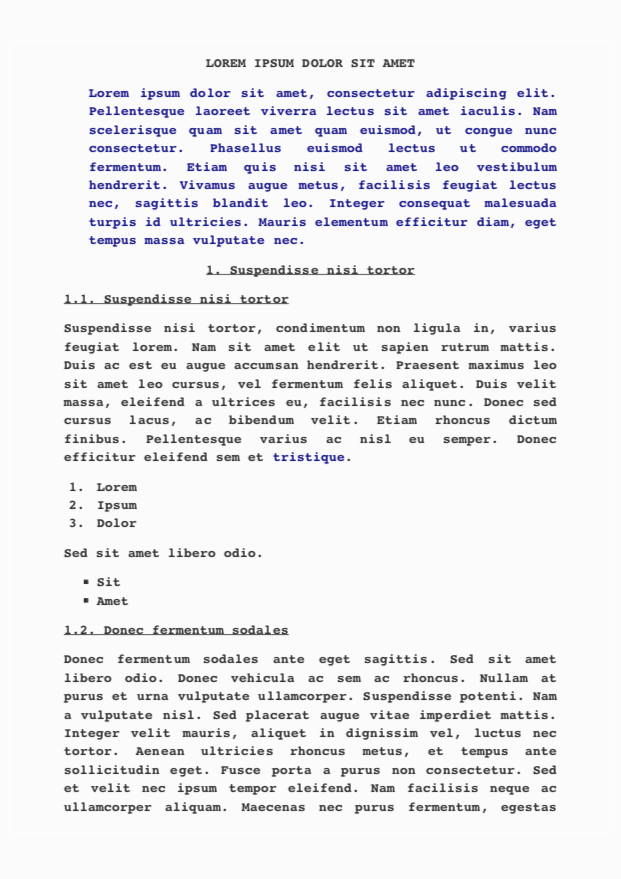 LOREM IPSUM DOLOR SIT AMET
Lorem ipsum dolor sit amet, consectetur adipiscing elit.
Pellentesque laoreet viverra lectus sit amet iaculis. Nam
scelerisque quam sit amet quam euismod, ut congue nunc
consectetur. Phasellus euismod lectus ut commodo
fermentum. Etiam quis nisi sit amet leo vestibulum
hendrerit. Vivamus augue metus, facilisis feugiat lectus
nec, sagittis blandit leo. Integer consequat malesuada
turpis id ultricies. Mauris elementum efficitur diam, eget
tempus massa vulputate nec.
1. Suspendisse nisi tortor
1.1. Suspendisse nisi tortor
Suspendisse nisi tortor, condimentum non ligula in, varius
feugiat lorem. Nam sit amet elit ut sapien rutrum mattis.
Duis ac est eu augue accumsan hendrerit. Praesent maximus leo
sit amet leo cursus, vel fermentum felis aliquet. Duis velit
massa, eleifend a ultrices eu, facilisis nec nunc. Donec sed
cursus lacus, ac bibendum velit. Etiam rhoncus dictum
finibus. Pellentesque varius ac nisl eu semper. Donec
efficitur eleifend sem et tristique.
1. Lorem
2. Ipsum
3. Dolor
Sed sit amet libero odio.
▪ Sit
▪ Amet
1.2. Donec fermentum sodales
Donec fermentum sodales ante eget sagittis. Sed sit amet
libero odio. Donec vehicula ac sem ac rhoncus. Nullam at
purus et urna vulputate ullamcorper. Suspendisse potenti. Nam
a vulputate nisl. Sed placerat augue vitae imperdiet mattis.
Integer velit mauris, aliquet in dignissim vel, luctus nec
tortor. Aenean ultricies rhoncus metus, et tempus ante
sollicitudin eget. Fusce porta a purus non consectetur. Sed
et velit nec ipsum tempor eleifend. Nam facilisis neque ac
ullamcorper aliquam. Maecenas nec purus fermentum, egestas